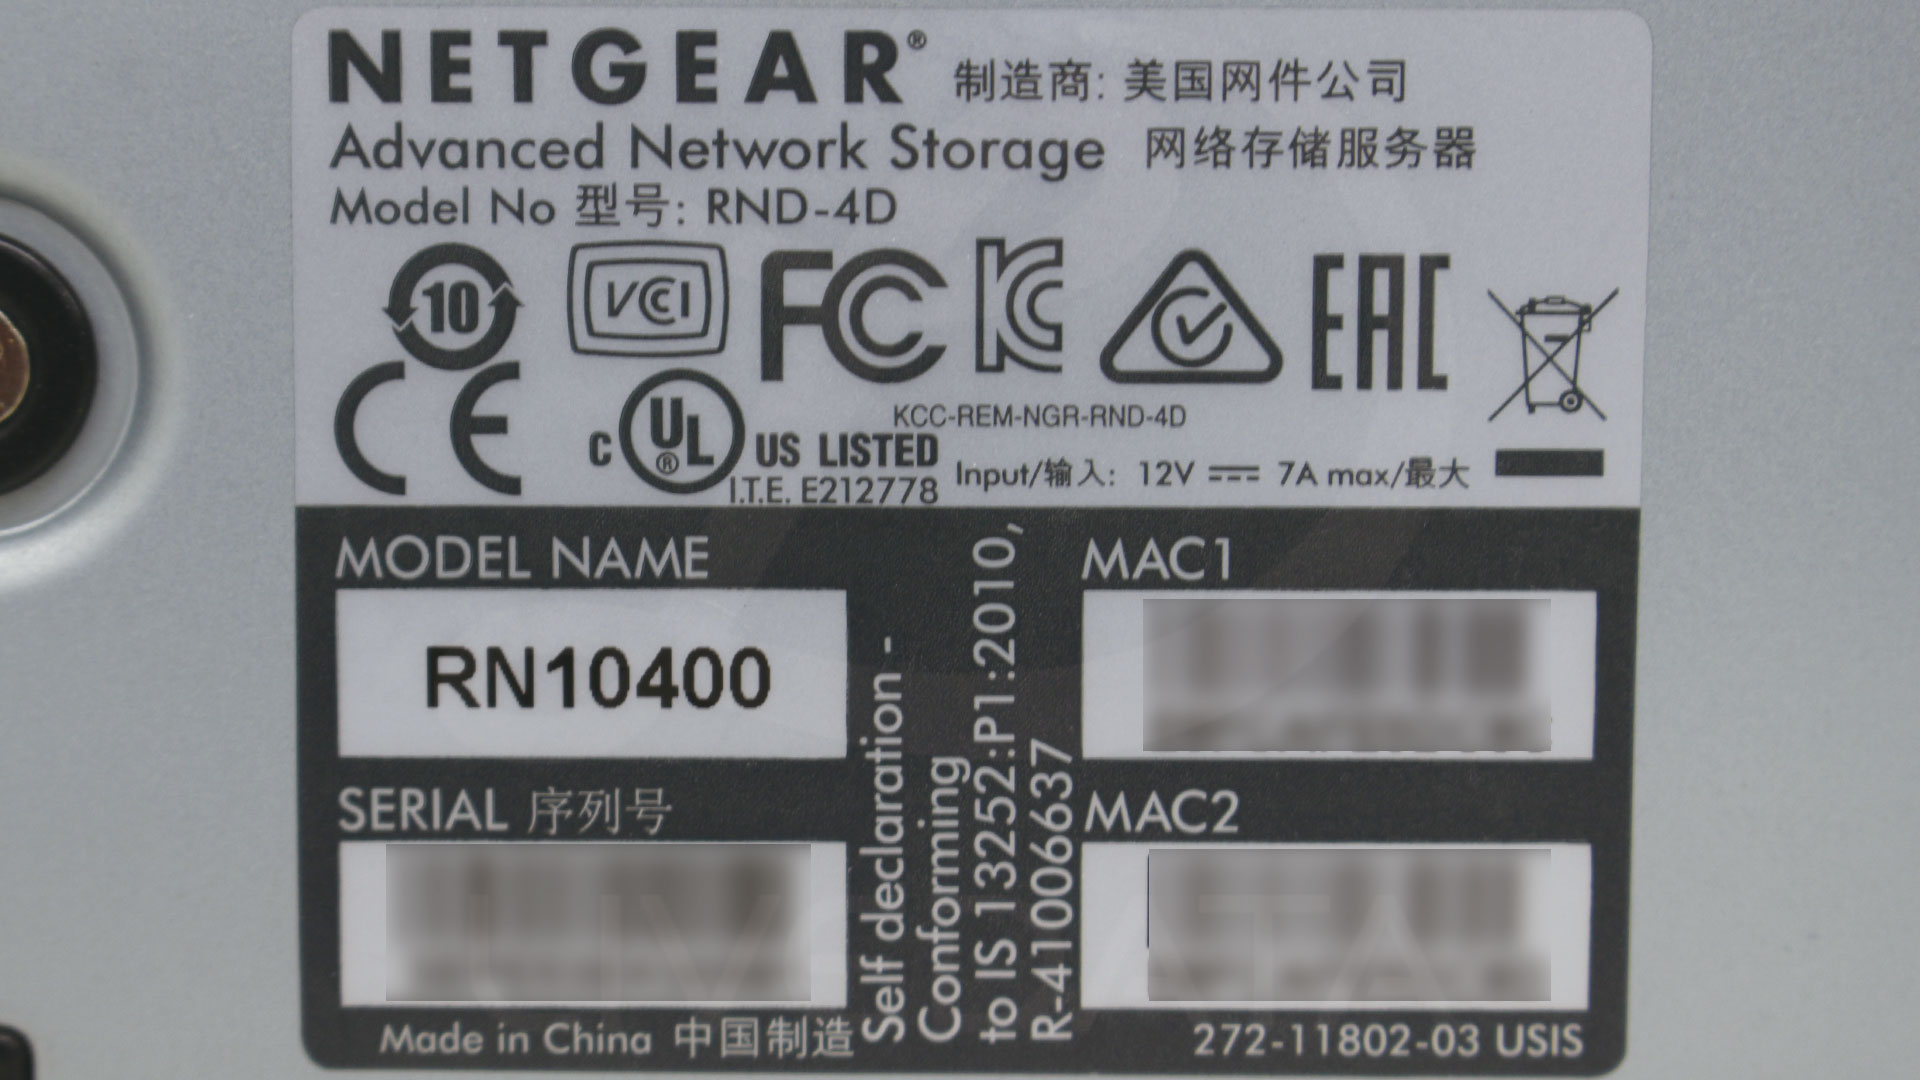 NETGEAR® 制造商: 美国网件公司
Advanced Network Storage 网络存储服务器
Model No 型号: RND-4D
10
VCCI
FC
KC
EAC
CE
C UL® US LISTED
I.T.E. E212778
KCC-REM-NGR-RND-4D
Input/输入: 12V ⎓ 7A max/最大
MODEL NAME
RN10400
SERIAL 序列号
Made in China 中国制造
Self declaration -
Conforming
to IS 13252:P1:2010,
R-41006637
MAC1
MAC2
272-11802-03 USIS